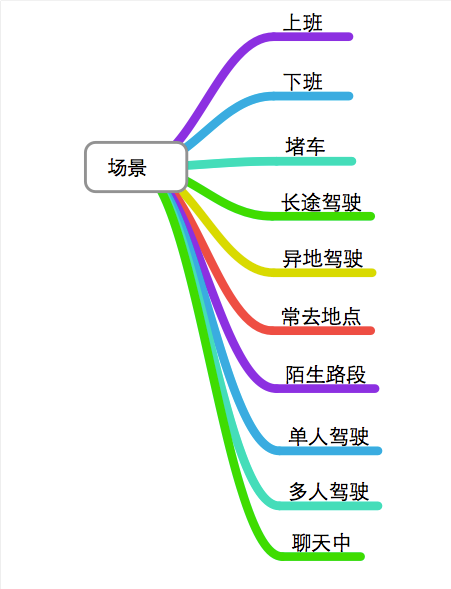 上班
下班
堵车
场景
长途驾驶
异地驾驶
常去地点
陌生路段
单人驾驶
多人驾驶
聊天中